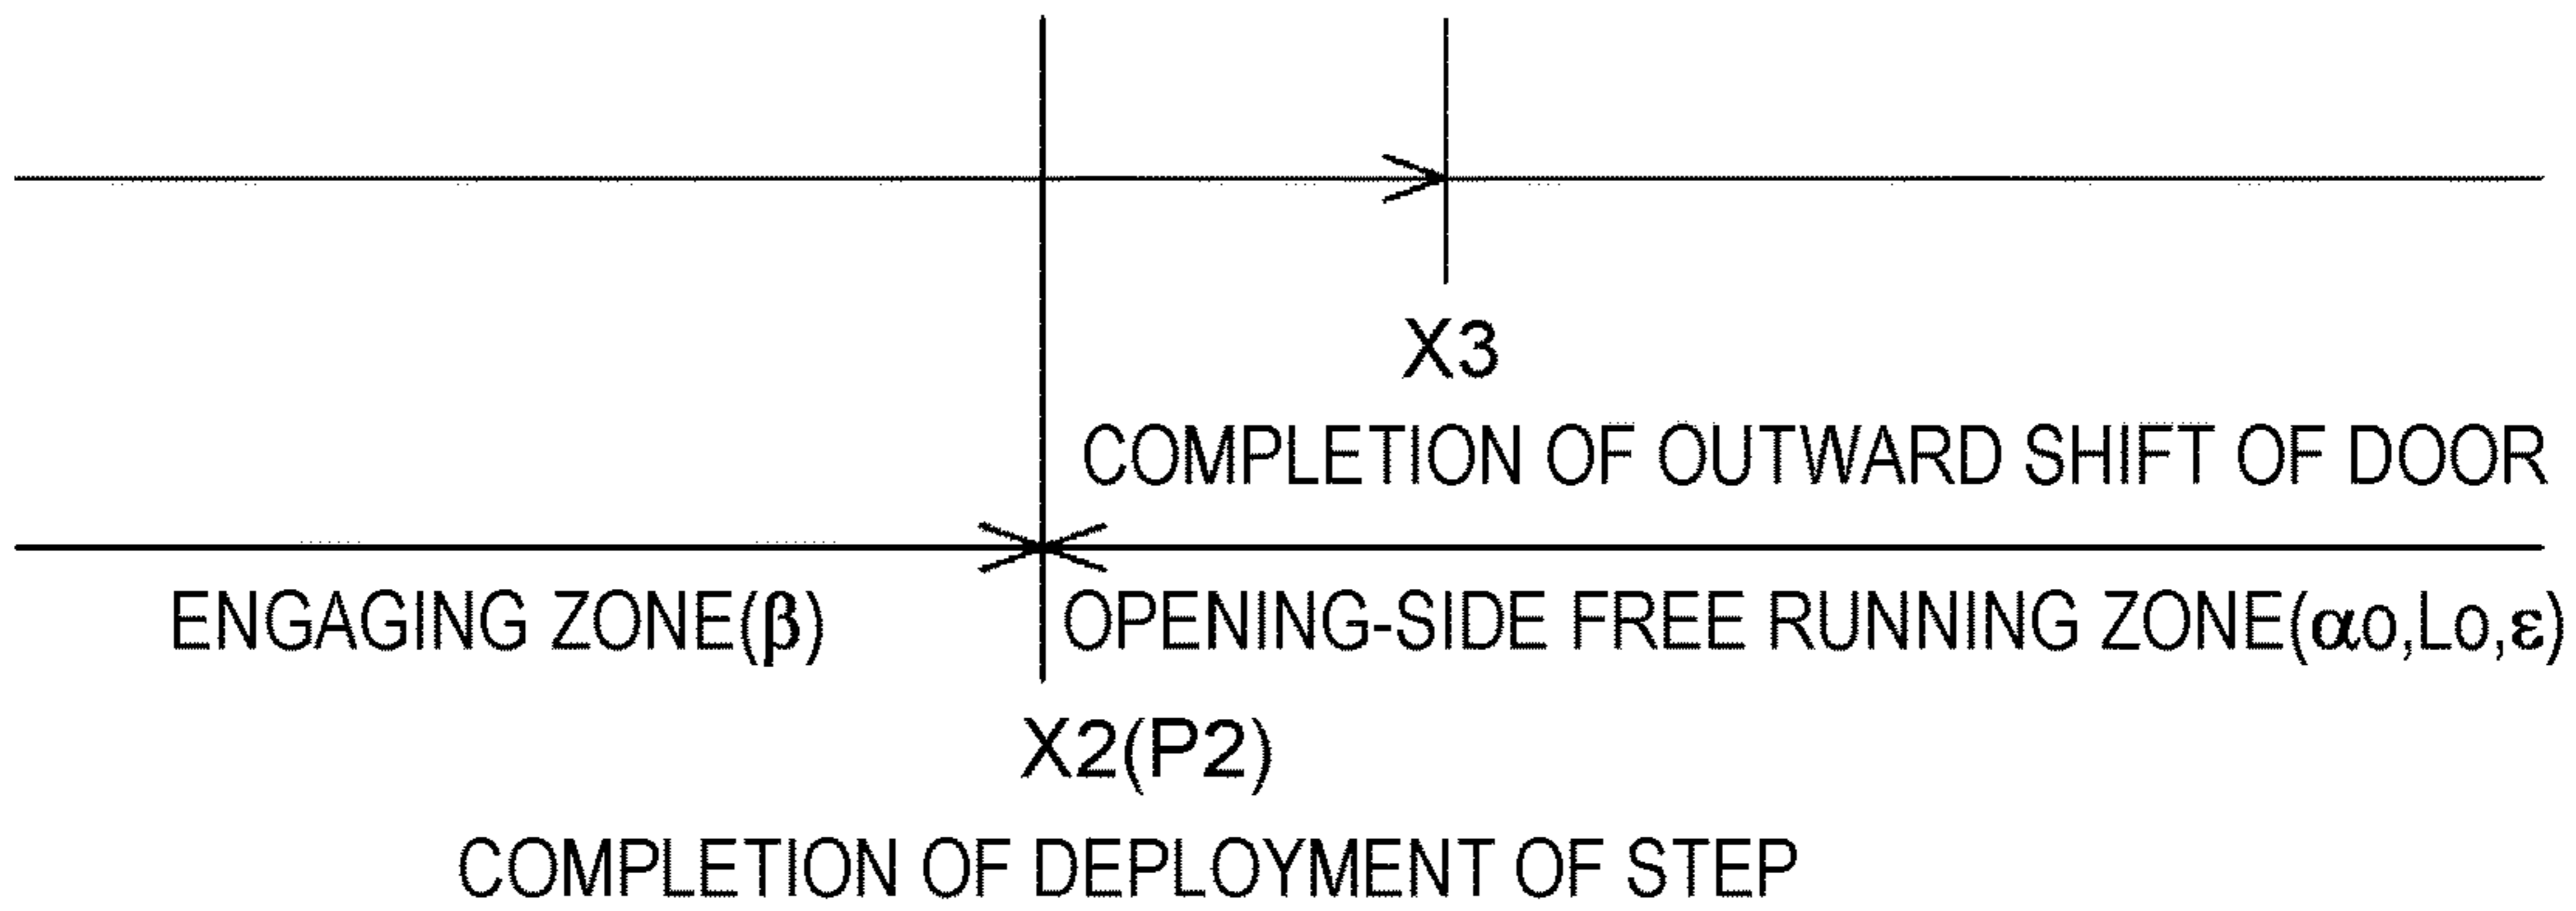 X3
COMPLETION OF OUTWARD SHIFT OF DOOR
ENGAGING ZONE(β) OPENING-SIDE FREE RUNNING ZONE(αo,Lo,ε)
X2(P2)
COMPLETION OF DEPLOYMENT OF STEP